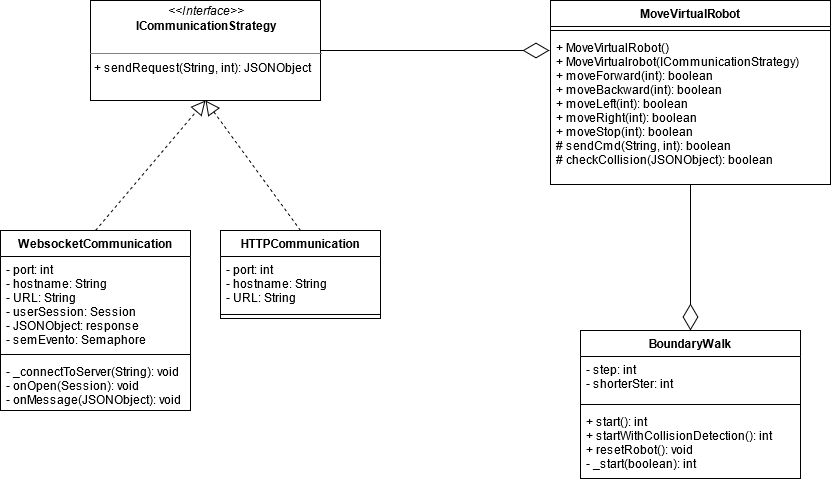 <<Interface>>
ICommunicationStrategy
+ sendRequest(String, int): JSONObject
MoveVirtualRobot
+ MoveVirtualRobot()
+ MoveVirtualrobot(ICommunicationStrategy)
+ moveForward(int): boolean
+ moveBackward(int): boolean
+ moveLeft(int): boolean
+ moveRight(int): boolean
+ moveStop(int): boolean
# sendCmd(String, int): boolean
# checkCollision(JSONObject): boolean
WebsocketCommunication
- port: int
- hostname: String
- URL: String
- userSession: Session
- JSONObject: response
- semEvento: Semaphore
- _connectToServer(String): void
- onOpen(Session): void
- onMessage(JSONObject): void
HTTPCommunication
- port: int
- hostname: String
- URL: String
BoundaryWalk
- step: int
- shorterSter: int
+ start(): int
+ startWithCollisionDetection(): int
+ resetRobot(): void
- _start(boolean): int